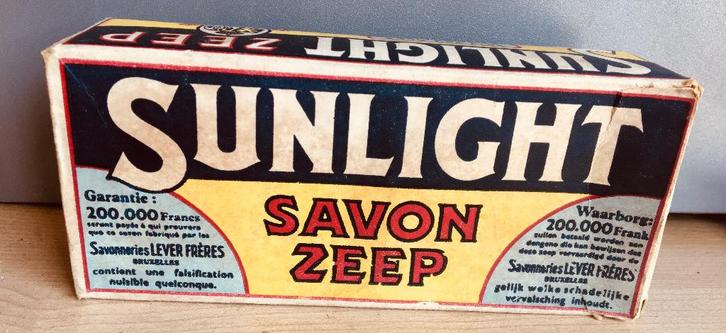 SUNLIGHT ZEEP
SUNLIGHT
SAVON
ZEEP
Garantie :
200.000 Francs
seront payés à qui prouvera
que ce savon fabriqué par les
Savonneries LEVER FRÈRES
BRUXELLES
contient une falsification
nuisible quelconque.
Waarborg:
200.000 Frank
zullen betaald worden aan
dengene die kan bewijzen dat
deze zeep vervaardigd door de
Savonneries LEVER FRÈRES
BRUXELLES
gelijk welke schadelijke
vervalsching inhoudt.